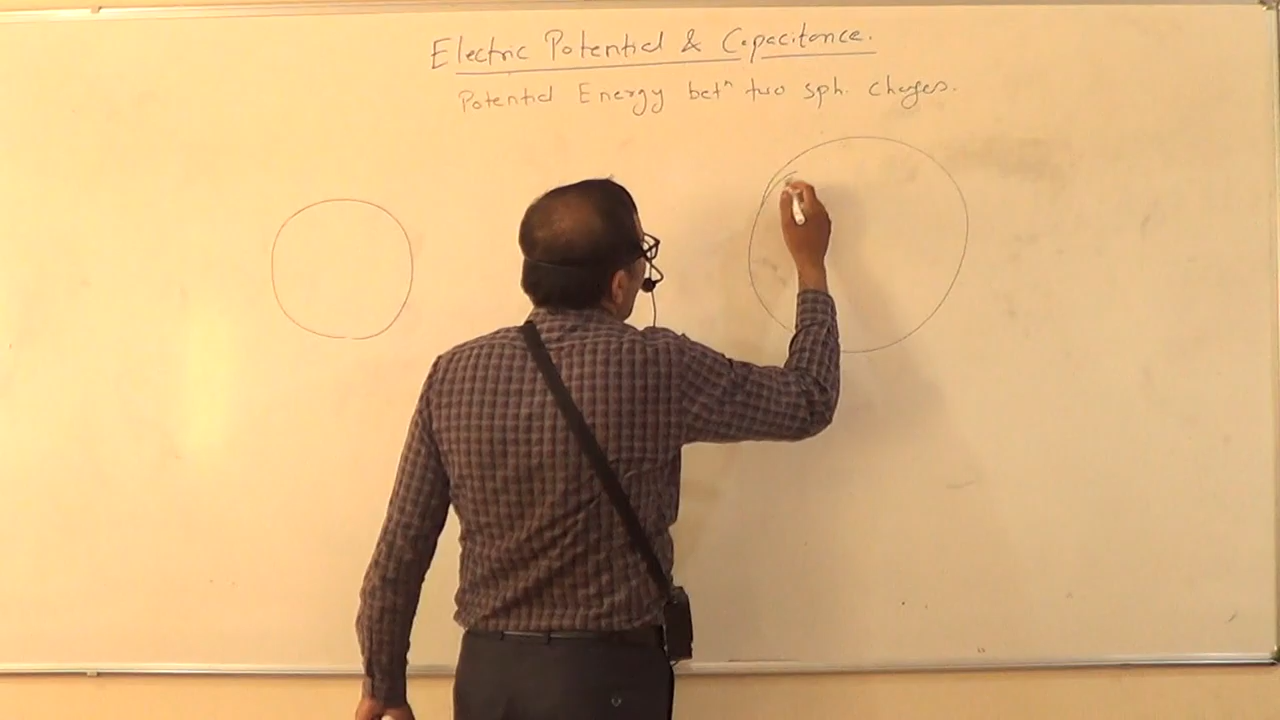 Electric Potential & Capacitance.
Potential Energy betⁿ two sph. charges.